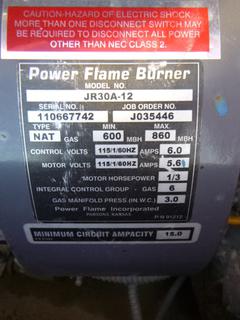 CAUTION-HAZARD OF ELECTRIC SHOCK
MORE THAN ONE DISCONNECT SWITCH MAY
BE REQUIRED TO DISCONNECT ALL POWER
OTHER THAN NEC CLASS 2.
Power Flame Burner
MODEL NO.
JR30A-12
SERIAL NO. JOB ORDER NO.
110667742 J035446
TYPE MIN. MAX.
NAT GAS 600 MBH 860 MBH
CONTROL VOLTS 115/1/60HZ AMPS 6.0
MOTOR VOLTS 115/1/60HZ AMPS 5.6
MOTOR HORSEPOWER 1/3
INTEGRAL CONTROL GROUP - GAS 6
GAS MANIFOLD PRESS (IN W.C.) 3.0
Power Flame Incorporated
PARSONS, KANSAS P/N 91212
MINIMUM CIRCUIT AMPACITY 15.0